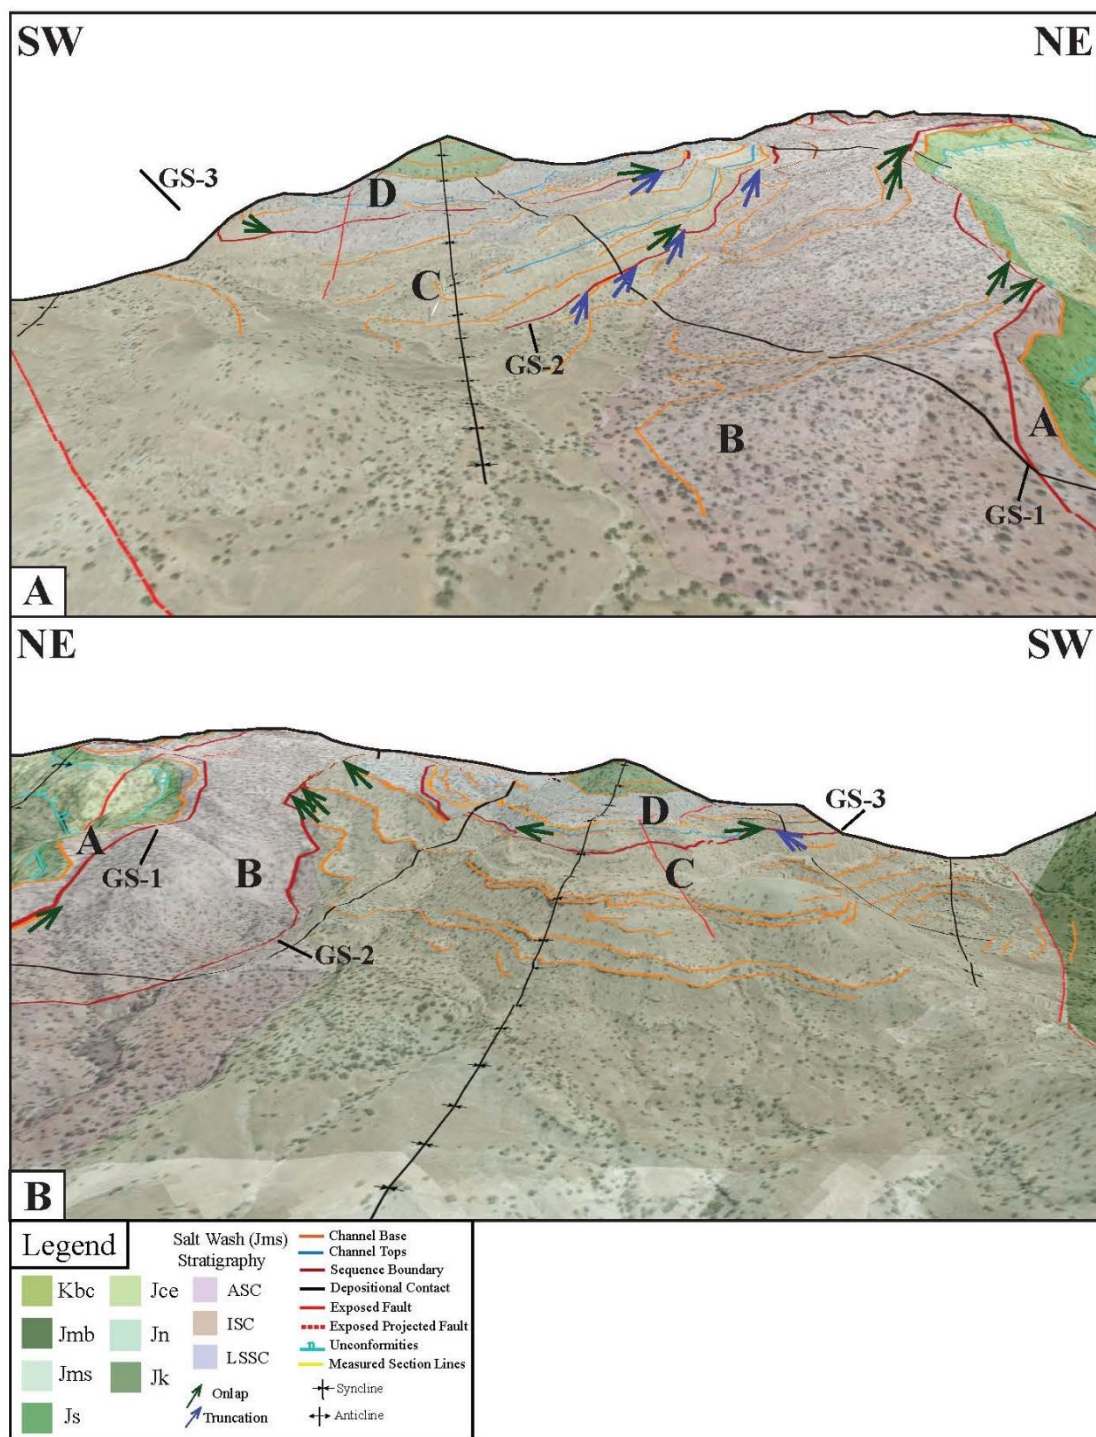 SW NE
GS-3
D
C
GS-2
B
A
GS-1
A
NE SW
GS-3
D
A
C
GS-1
B
GS-2
B
Legend
Salt Wash (Jms)
Stratigraphy
Kbc
Jce
Jmb
Jn
Jms
Jk
Js
ASC
ISC
LSSC
Onlap
Truncation
Channel Base
Channel Tops
Sequence Boundary
Depositional Contact
Exposed Fault
Exposed Projected Fault
Unconformities
Measured Section Lines
Syncline
Anticline